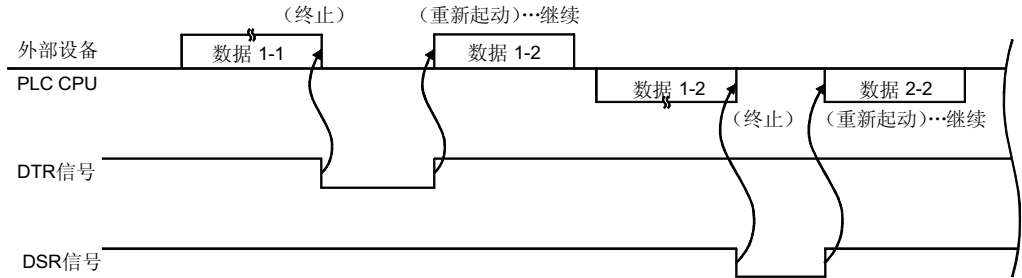 （终止） （重新起动）…继续
外部设备 数据 1-1 数据 1-2
PLC CPU 数据 1-2 数据 2-2
（终止） （重新起动）…继续
DTR信号
DSR信号